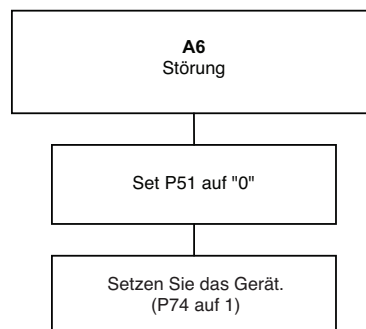 A6
Störung
Set P51 auf "0"
Setzen Sie das Gerät.
(P74 auf 1)